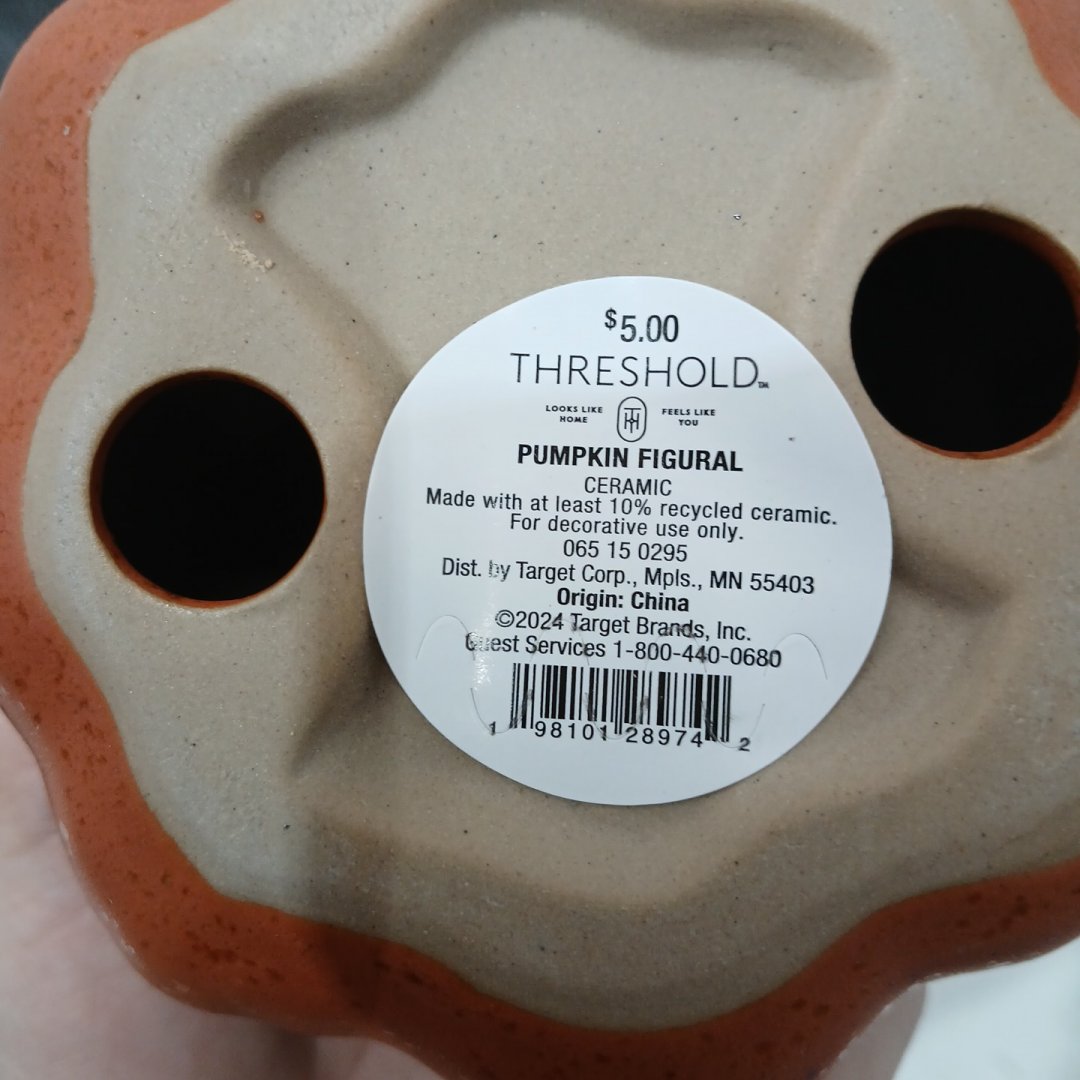 $5.00
THRESHOLD™
LOOKS LIKE HOME TH FEELS LIKE YOU
PUMPKIN FIGURAL
CERAMIC
Made with at least 10% recycled ceramic.
For decorative use only.
065 15 0295
Dist. by Target Corp., Mpls., MN 55403
Origin: China
©2024 Target Brands, Inc.
Guest Services 1-800-440-0680
1 98101 28974 2